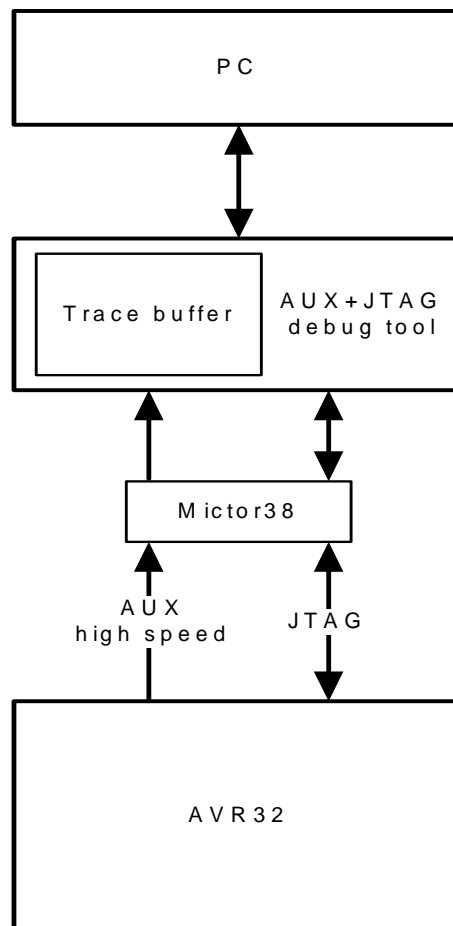 PC
Trace buffer
AUX+JTAG
debug tool
Mictor38
AUX
high speed
JTAG
AVR32